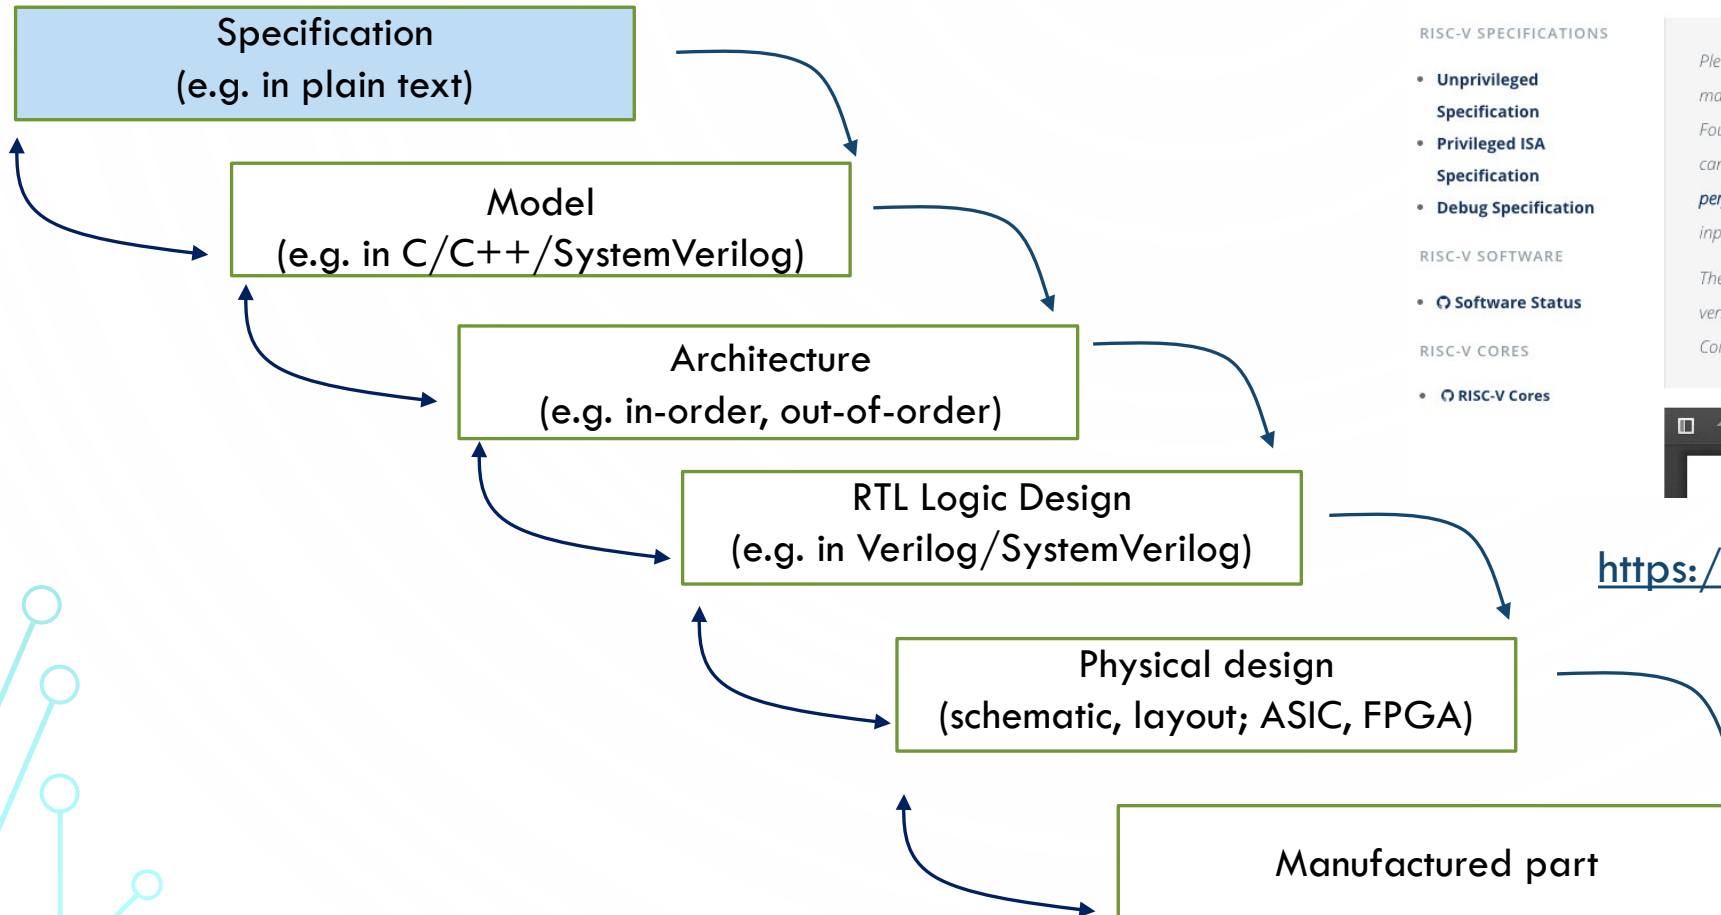 Specification
(e.g. in plain text)
Model
(e.g. in C/C++/SystemVerilog)
Architecture
(e.g. in-order, out-of-order)
RTL Logic Design
(e.g. in Verilog/SystemVerilog)
Physical design
(schematic, layout; ASIC, FPGA)
Manufactured part
RISC-V SPECIFICATIONS
• Unprivileged
Specification
• Privileged ISA
Specification
• Debug Specification
RISC-V SOFTWARE
• Software Status
RISC-V CORES
• RISC-V Cores
https:/